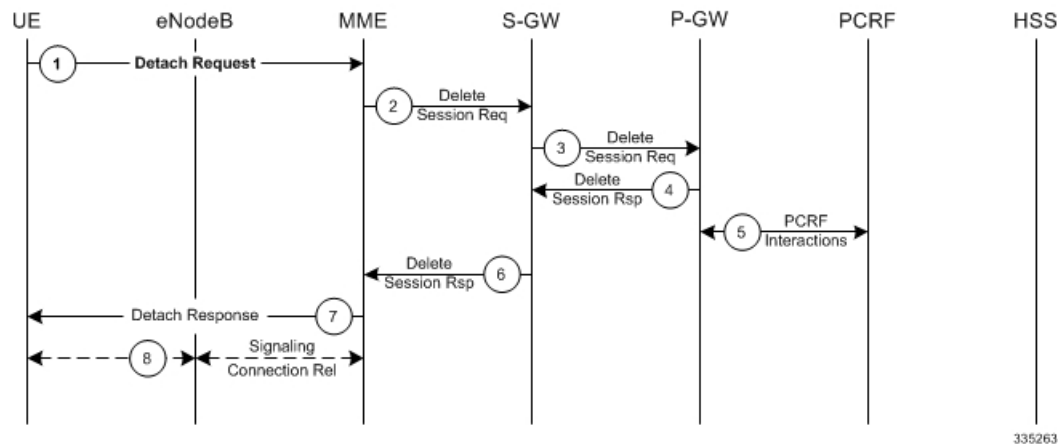 UE eNodeB MME S-GW P-GW PCRF HSS
1 Detach Request
2 Delete
Session Req
3 Delete
Session Req
Delete 4
Session Rsp
5 PCRF
Interactions
Delete 6
Session Rsp
Detach Response 7
8 Signaling
Connection Rel
335263